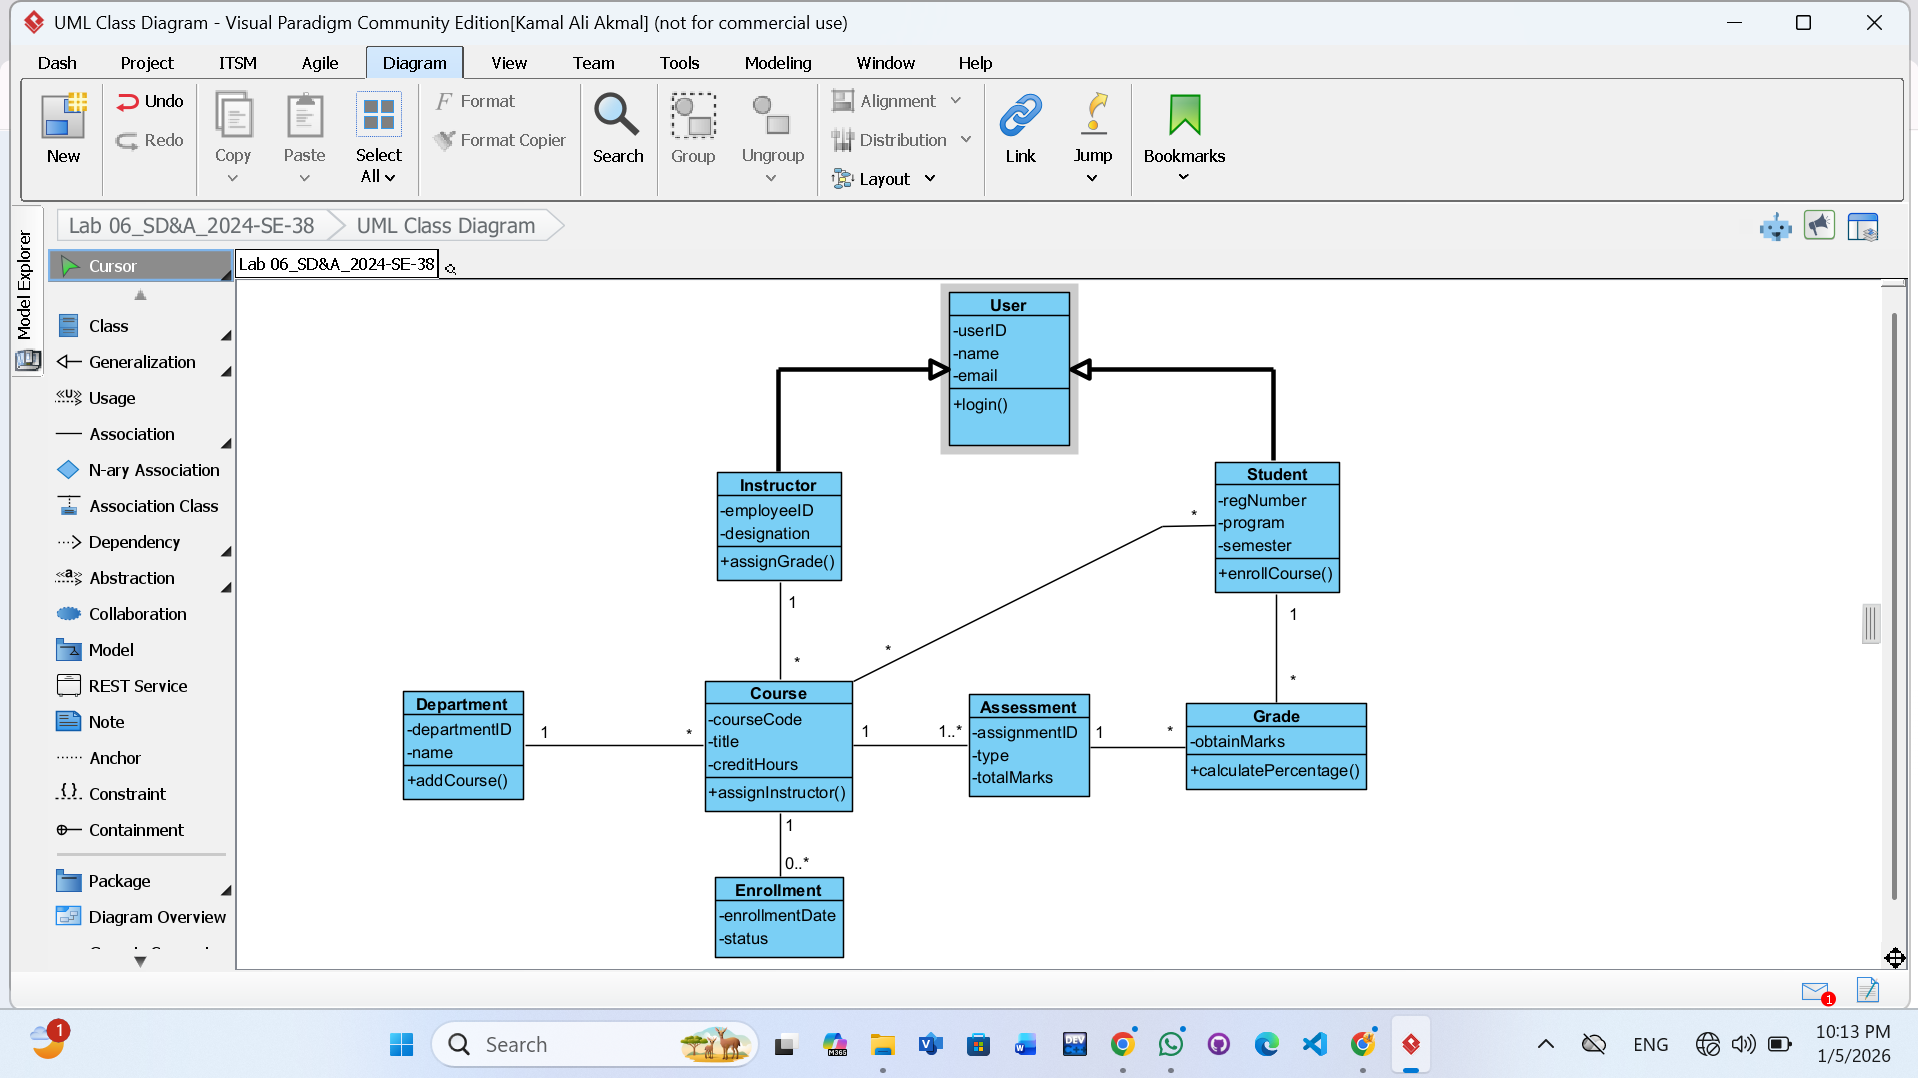 UML Class Diagram - Visual Paradigm Community Edition[Kamal Ali Akmal] (not for commercial use)
Dash Project ITSM Agile Diagram View Team Tools Modeling Window Help
New
Undo
Redo
Copy
Paste
Select
All
Format
Format Copier
Search
Group
Ungroup
Alignment
Distribution
Layout
Link
Jump
Bookmarks
Model Explorer
Lab 06_SD&A_2024-SE-38
UML Class Diagram
Lab 06_SD&A_2024-SE-38
Cursor
Class
Generalization
Usage
Association
N-ary Association
Association Class
Dependency
Abstraction
Collaboration
Model
REST Service
Note
Anchor
Constraint
Containment
Package
Diagram Overview
User
-userID
-name
-email
+login()
Instructor
-employeeID
-designation
+assignGrade()
Student
-regNumber
-program
-semester
+enrollCourse()
*
*
1
*
1
*
Department
-departmentID
-name
+addCourse()
1
*
Course
-courseCode
-title
-creditHours
+assignInstructor()
1
1..*
Assessment
-assignmentID
-type
-totalMarks
1
*
Grade
-obtainMarks
+calculatePercentage()
1
0..*
Enrollment
-enrollmentDate
-status
1
1
Search
M365
DEV
C++
ENG
10:13 PM
1/5/2026